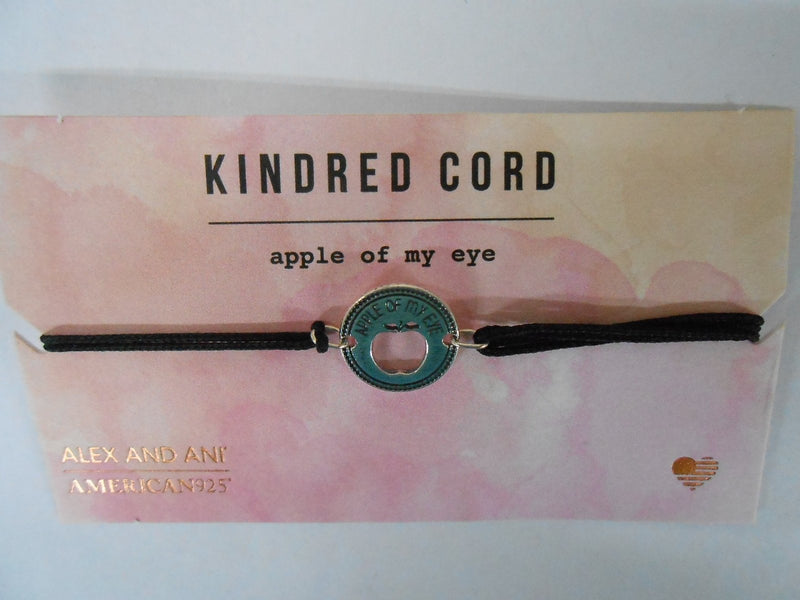 KINDRED CORD
apple of my eye
APPLE OF MY EYE
ALEX AND ANI
AMERICAN925